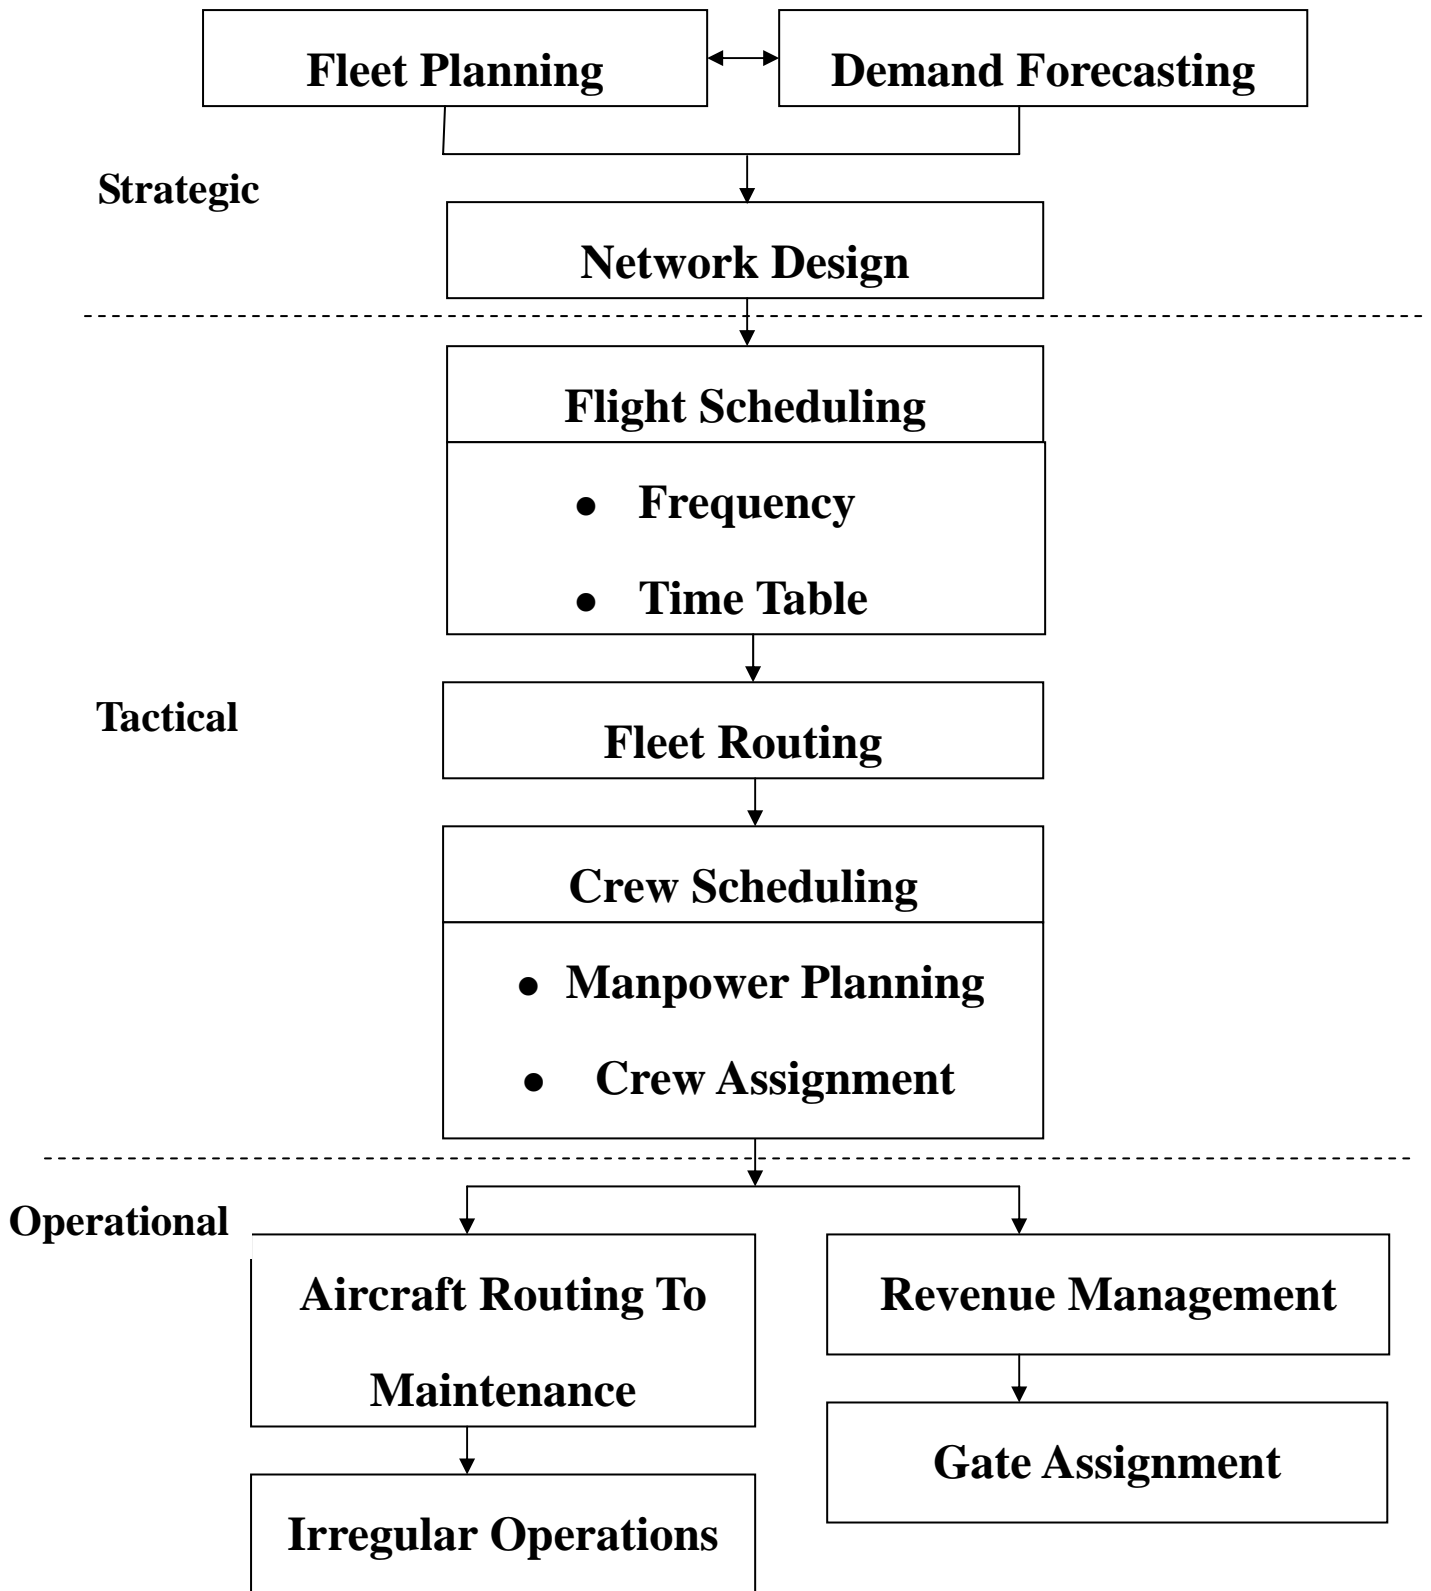 Fleet Planning
Demand Forecasting
Strategic
Network Design
Flight Scheduling
● Frequency
● Time Table
Tactical
Fleet Routing
Crew Scheduling
● Manpower Planning
● Crew Assignment
Operational
Aircraft Routing To
Maintenance
Revenue Management
Gate Assignment
Irregular Operations